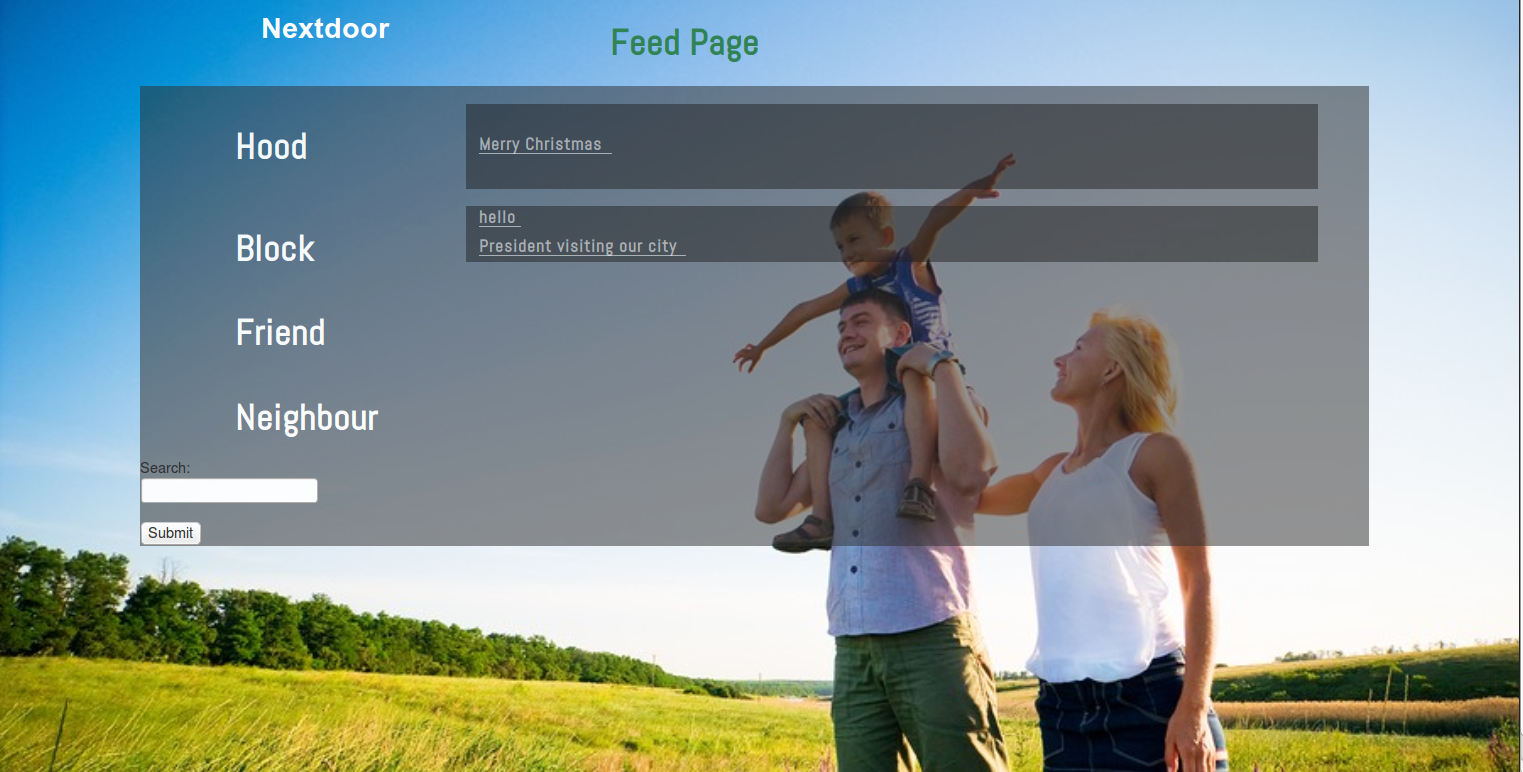 Nextdoor
Feed Page
Hood
Merry Christmas
Block
hello
President visiting our city
Friend
Neighbour
Search:
Submit